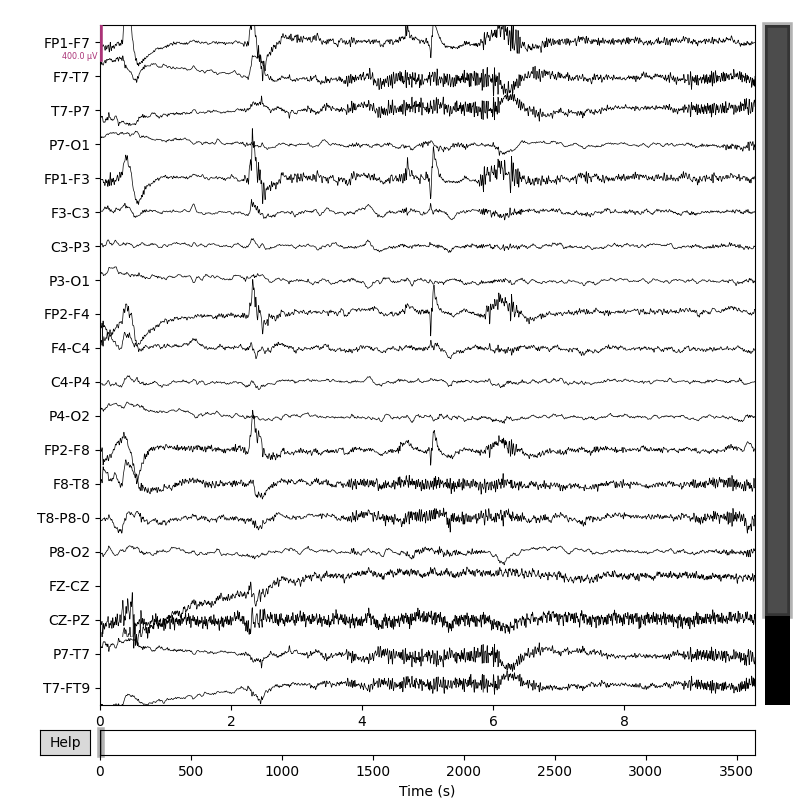 FP1-F7
400.0 µV
F7-T7
T7-P7
P7-O1
FP1-F3
F3-C3
C3-P3
P3-O1
FP2-F4
F4-C4
C4-P4
P4-O2
FP2-F8
F8-T8
T8-P8-0
P8-O2
FZ-CZ
CZ-PZ
P7-T7
T7-FT9
0 2 4 6 8
Help
0 500 1000 1500 2000 2500 3000 3500
Time (s)